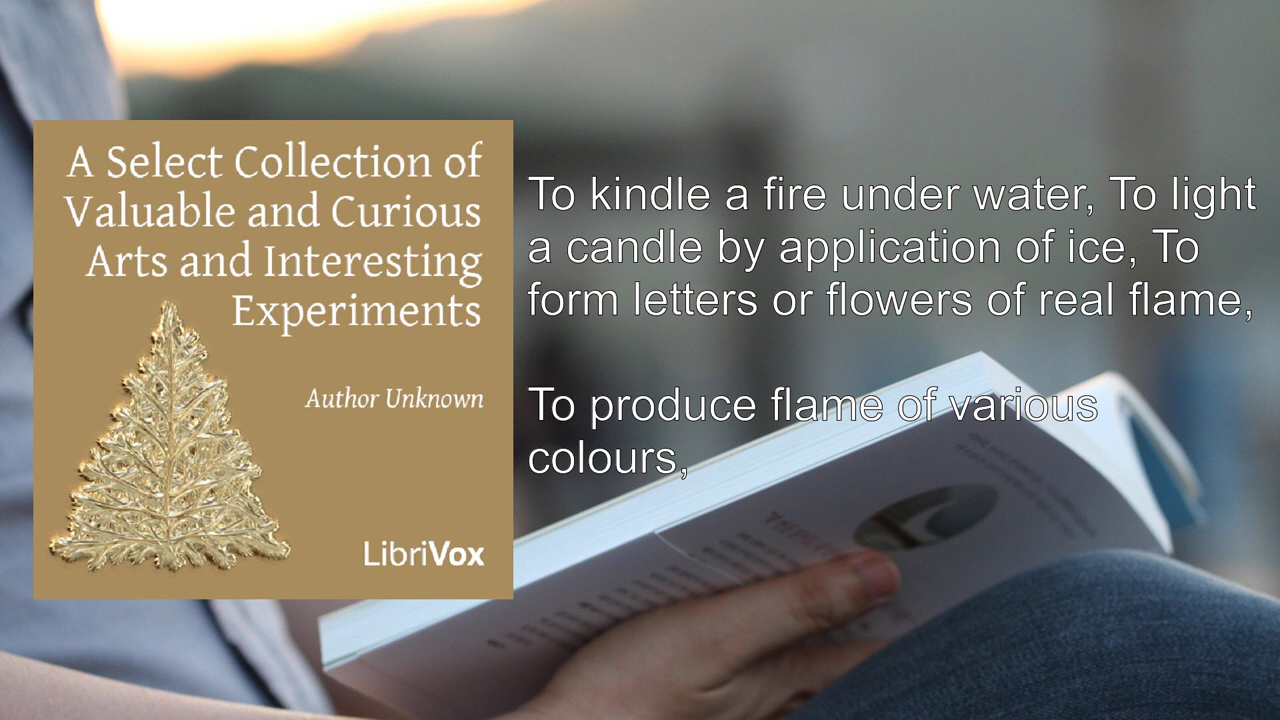 A Select Collection of
Valuable and Curious
Arts and Interesting
Experiments
Author Unknown
LibriVox
To kindle a fire under water, To light
a candle by application of ice, To
form letters or flowers of real flame,
To produce flame of various
colours,